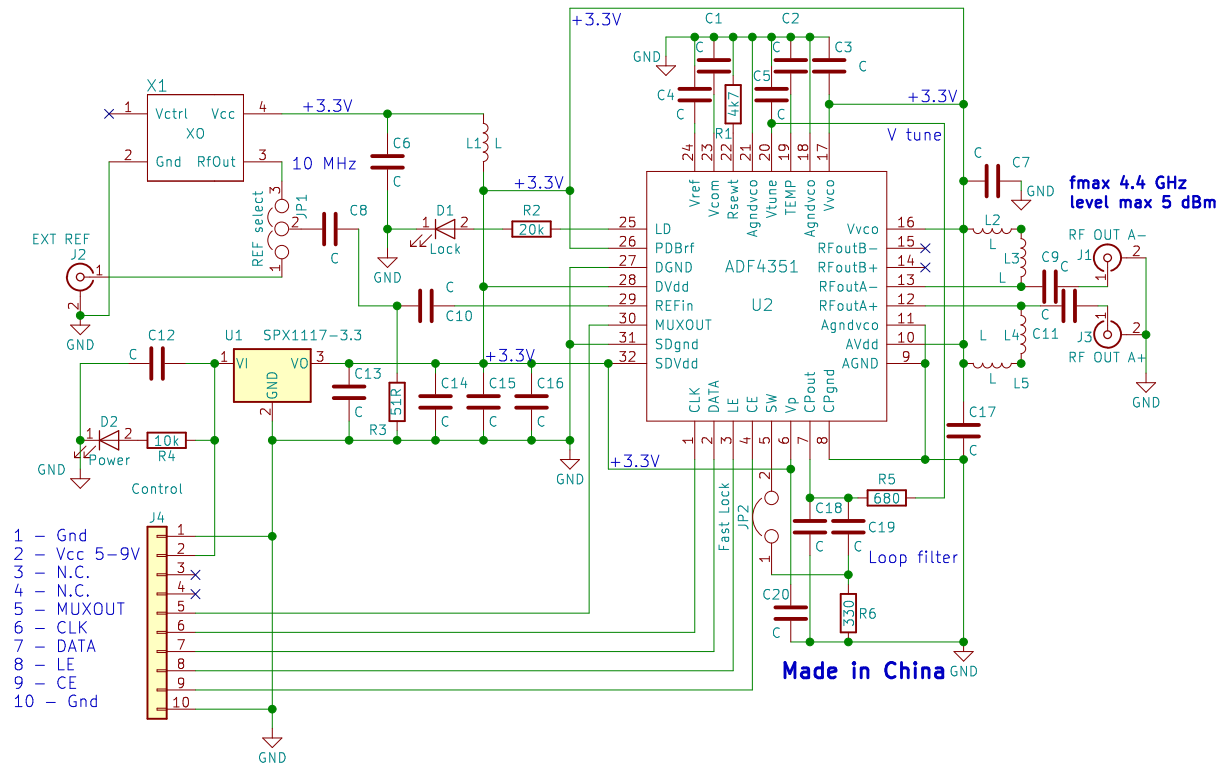 +3.3V
C1
C2
C
C
C3
C
GND
C5
C4
C
C
4k7
R1
+3.3V
V tune
X1
1
Vctrl
Vcc
4
+3.3V
XO
2
Gnd
RfOut
3
10 MHz
C6
C
L1
L
+3.3V
24
23
22
21
20
19
18
17
Vref
Vcom
Rsewt
Agndvco
Vtune
TEMP
Agndvco
Vvco
C
C7
GND
fmax 4.4 GHz
level max 5 dBm
REF select
3
2
1
JP1
C8
C
1
D1
2
Lock
R2
20k
GND
EXT REF
J2
1
2
GND
25
LD
26
PDBrf
27
DGND
28
DVdd
29
REFin
30
MUXOUT
31
SDgnd
32
SDVdd
ADF4351
U2
Vvco
16
RFoutB-
15
RFoutB+
14
RFoutA-
13
RFoutA+
12
Agndvco
11
AVdd
10
AGND
9
L2
L
L3
L
C9
C
RF OUT A-
J1
1
2
L
L4
C11
C
1
J3
2
RF OUT A+
L
L5
GND
C
C10
C12
C
U1
SPX1117-3.3
1
VI
VO
3
GND
2
+3.3V
C13
C
51R
R3
C14
C
C15
C
C16
C
GND
CLK
DATA
LE
CE
SW
Vp
CPout
CPgnd
1
2
3
4
5
6
7
8
C17
C
1
D2
2
Power
10k
R4
GND
+3.3V
Fast Lock
JP2
2
1
R5
680
C18
C
C19
C
Loop filter
C20
C
330
R6
GND
Made in China
Control
J4
1
2
3
4
5
6
7
8
9
10
1 - Gnd
2 - Vcc 5-9V
3 - N.C.
4 - N.C.
5 - MUXOUT
6 - CLK
7 - DATA
8 - LE
9 - CE
10 - Gnd
GND